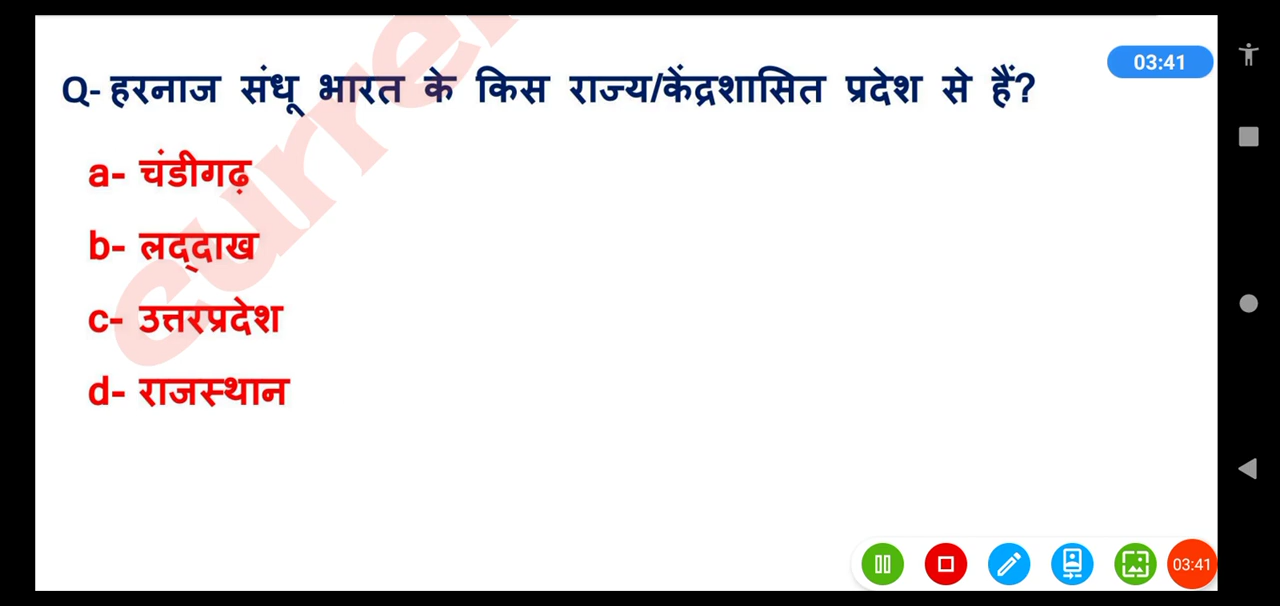 03:41
Q- हरनाज संधू भारत के किस राज्य/केंद्रशासित प्रदेश से हैं?
a- चंडीगढ़
b- लद्दाख
c- उत्तरप्रदेश
d- राजस्थान
03:41